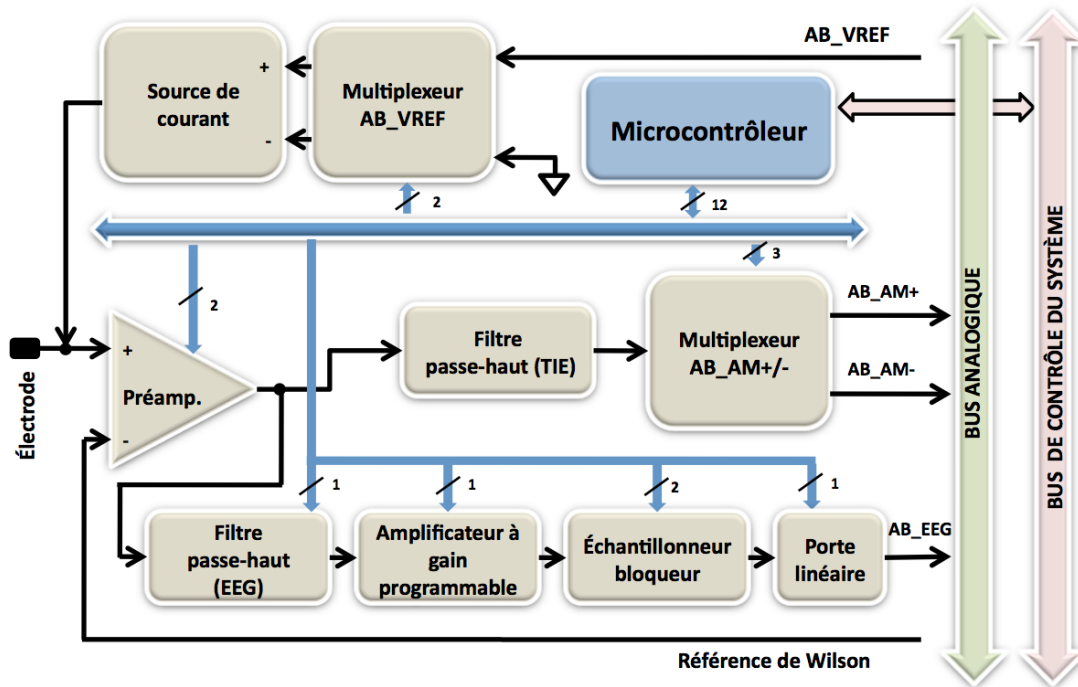 AB_VREF
Source de
courant
+
-
Multiplexeur
AB_VREF
Microcontrôleur
2
12
3
2
Électrode
+
Préamp.
-
Filtre
passe-haut (TIE)
Multiplexeur
AB_AM+/-
AB_AM+
AB_AM-
1
1
2
1
Filtre
passe-haut
(EEG)
Amplificateur à
gain
programmable
Échantillonneur
bloqueur
Porte
linéaire
AB_EEG
Référence de Wilson
BUS ANALOGIQUE
BUS DE CONTRÔLE DU SYSTÈME